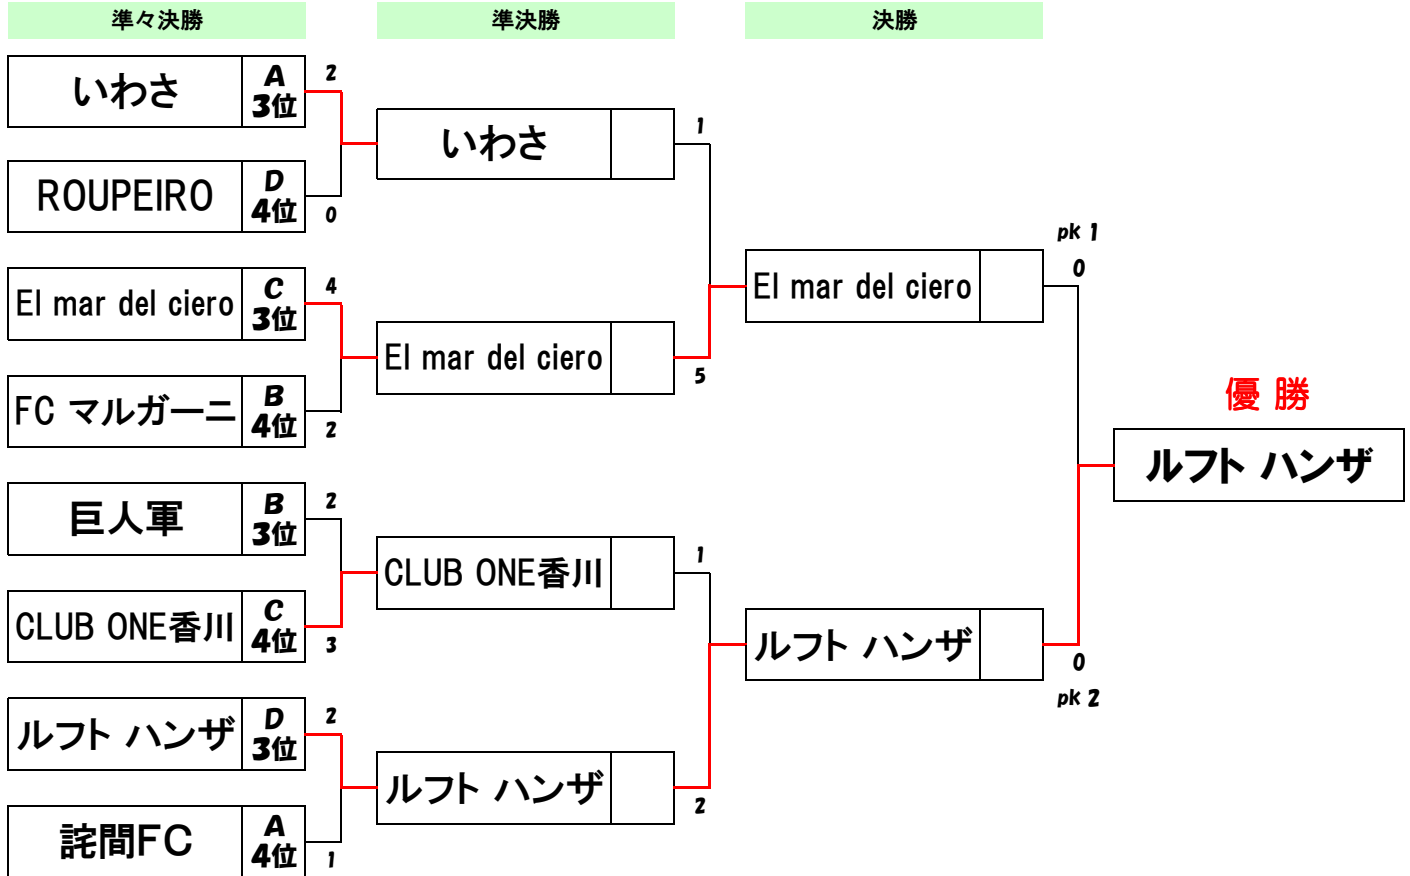 準々決勝
準決勝
決勝
いわさ
A
3位
2
ROUPEIRO
D
4位
0
El mar del ciero
C
3位
4
FC マルガーニ
B
4位
2
巨人軍
B
3位
2
CLUB ONE香川
C
4位
3
ルフト ハンザ
D
3位
2
詫間FC
A
4位
1
いわさ
1
El mar del ciero
5
CLUB ONE香川
1
ルフト ハンザ
2
El mar del ciero
pk 1
0
ルフト ハンザ
0
pk 2
優 勝
ルフト ハンザ